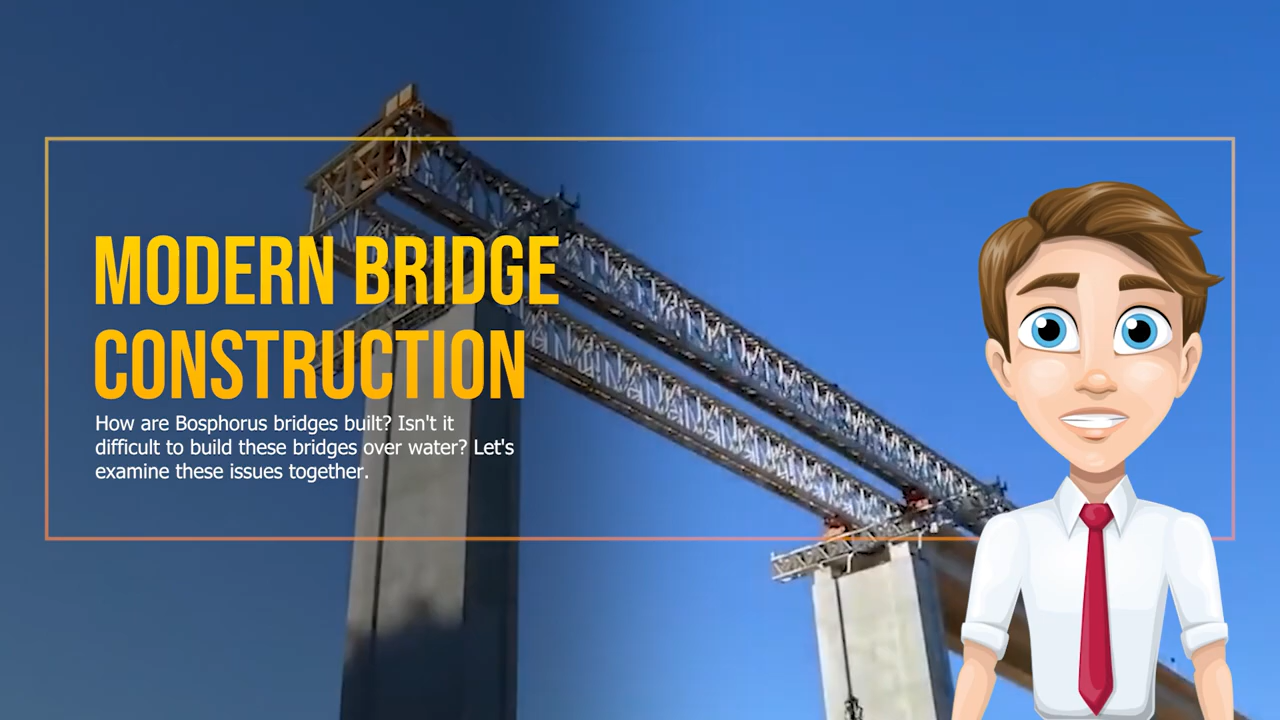 MODERN BRIDGE
CONSTRUCTION
How are Bosphorus bridges built? Isn't it
difficult to build these bridges over water? Let's
examine these issues together.